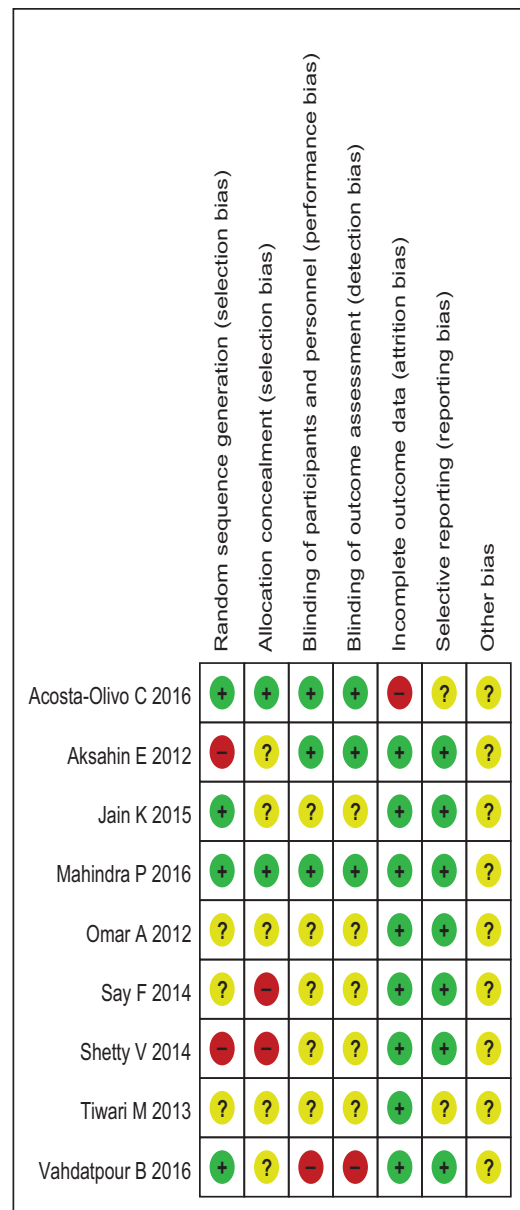 Random sequence generation (selection bias)
Allocation concealment (selection bias)
Blinding of participants and personnel (performance bias)
Blinding of outcome assessment (detection bias)
Incomplete outcome data (attrition bias)
Selective reporting (reporting bias)
Other bias
Acosta-Olivo C 2016 + + + + – ? ?
Aksahin E 2012 – ? + + + + ?
Jain K 2015 + ? ? ? + + ?
Mahindra P 2016 + + + + + + ?
Omar A 2012 ? ? ? ? + + ?
Say F 2014 ? – ? ? + + ?
Shetty V 2014 – – ? ? + + ?
Tiwari M 2013 ? ? ? ? + ? ?
Vahdatpour B 2016 + ? – – + + ?